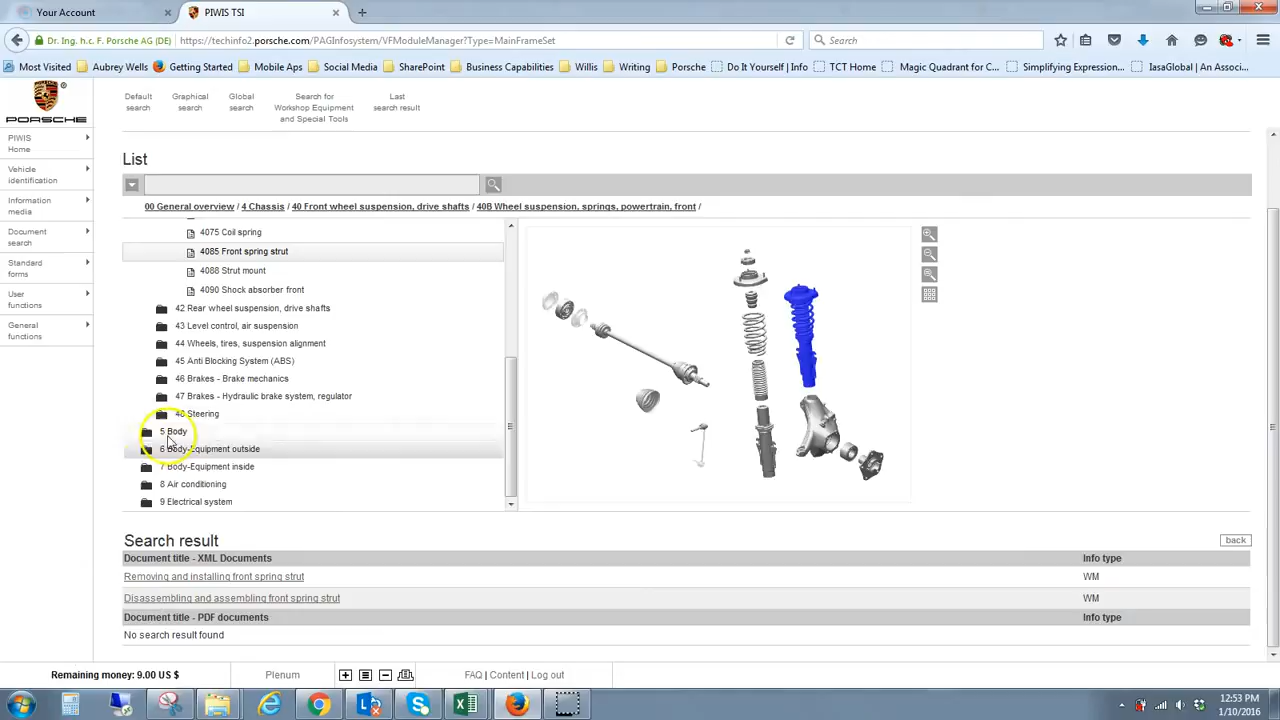 Your Account
PIWIS TSI
Dr. Ing. h.c. F. Porsche AG (DE)
https://techinfo2.porsche.com/PAGInfosystem/VFModuleManager?Type=MainFrameSet
Search
Most Visited
Aubrey Wells
Getting Started
Mobile Apps
Social Media
SharePoint
Business Capabilities
Willis
Writing
Porsche
Do It Yourself | Info
TCT Home
Magic Quadrant for C...
Simplifying Expression...
IasaGlobal | An Associ...
PORSCHE
Default search
Graphical search
Global search
Search for Workshop Equipment and Special Tools
Last search result
PIWIS Home
Vehicle identification
Information media
Document search
Standard forms
User functions
General functions
List
00 General overview / 4 Chassis / 40 Front wheel suspension, drive shafts / 40B Wheel suspension, springs, powertrain, front /
4075 Coil spring
4085 Front spring strut
4088 Strut mount
4090 Shock absorber front
42 Rear wheel suspension, drive shafts
43 Level control, air suspension
44 Wheels, tires, suspension alignment
45 Anti Blocking System (ABS)
46 Brakes - Brake mechanics
47 Brakes - Hydraulic brake system, regulator
48 Steering
5 Body
6 Body-Equipment outside
7 Body-Equipment inside
8 Air conditioning
9 Electrical system
Search result
back
Document title - XML Documents
Info type
Removing and installing front spring strut
WM
Disassembling and assembling front spring strut
WM
Document title - PDF documents
Info type
No search result found
Remaining money: 9.00 US $
Plenum
FAQ | Content | Log out
12:53 PM
1/10/2016